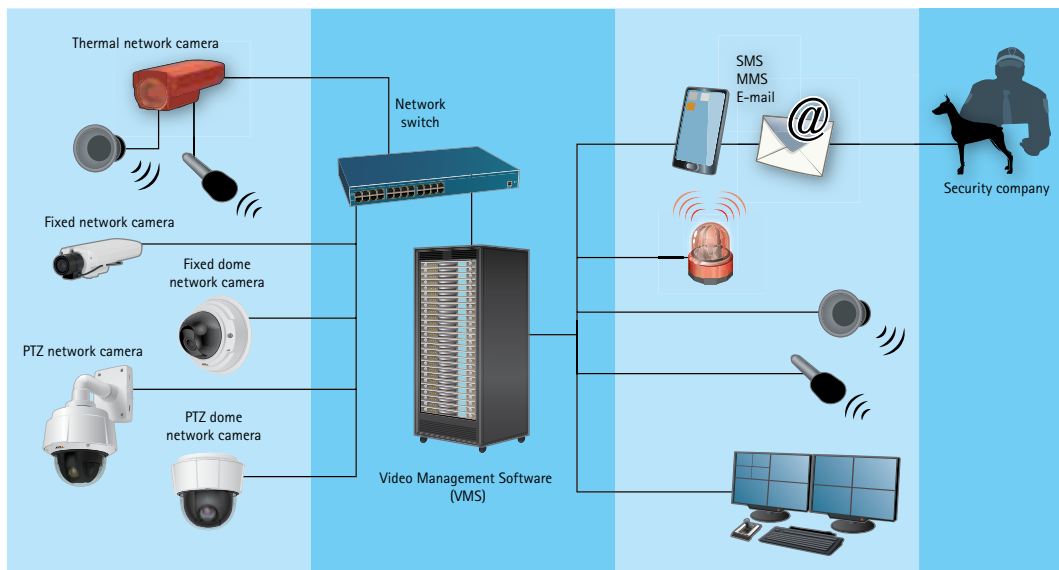 Thermal network camera
Network
switch
Fixed network camera
Fixed dome
network camera
PTZ network camera
PTZ dome
network camera
Video Management Software
(VMS)
SMS
MMS
E-mail
@
Security company